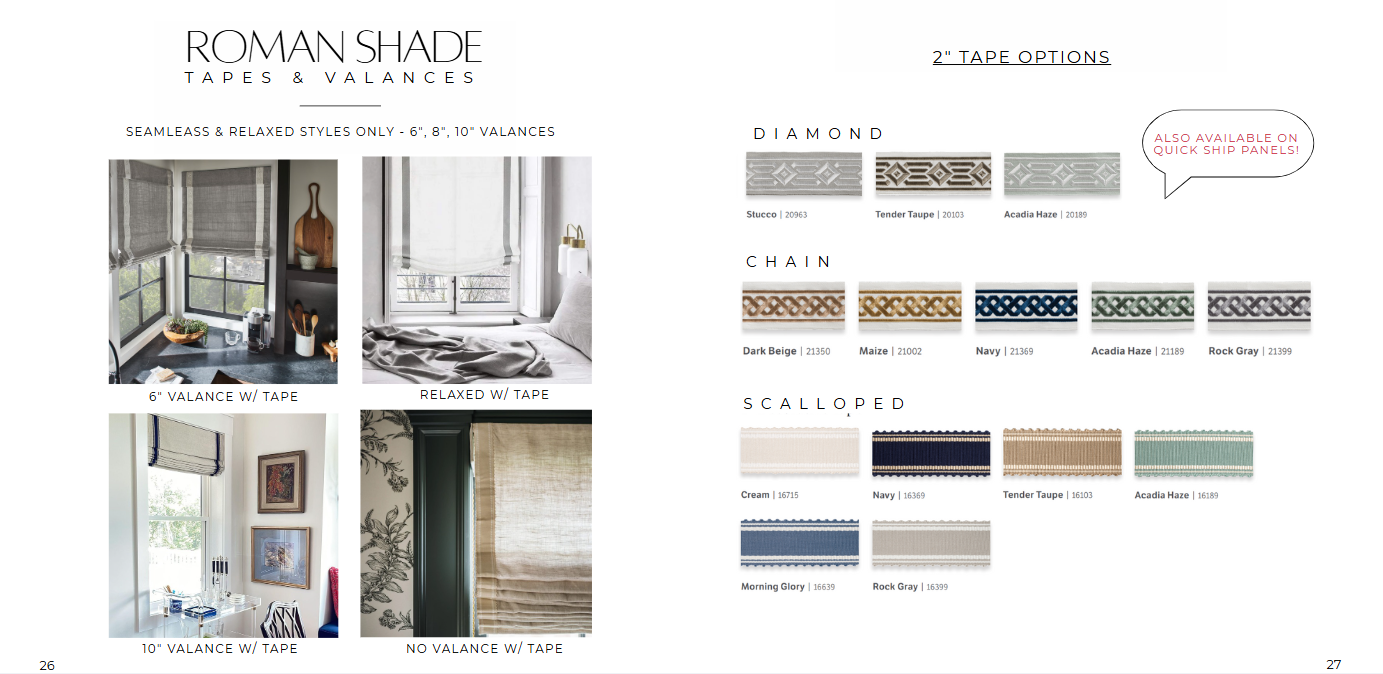 ROMAN SHADE
TAPES & VALANCES
SEAMLEASS & RELAXED STYLES ONLY - 6", 8", 10" VALANCES
6" VALANCE W/ TAPE
RELAXED W/ TAPE
10" VALANCE W/ TAPE
NO VALANCE W/ TAPE
26
2" TAPE OPTIONS
ALSO AVAILABLE ON
QUICK SHIP PANELS!
DIAMOND
Stucco | 20963
Tender Taupe | 20103
Acadia Haze | 20189
CHAIN
Dark Beige | 21350
Maize | 21002
Navy | 21369
Acadia Haze | 21189
Rock Gray | 21399
SCALLOPED
Cream | 16715
Navy | 16369
Tender Taupe | 16103
Acadia Haze | 16189
Morning Glory | 16639
Rock Gray | 16399
27